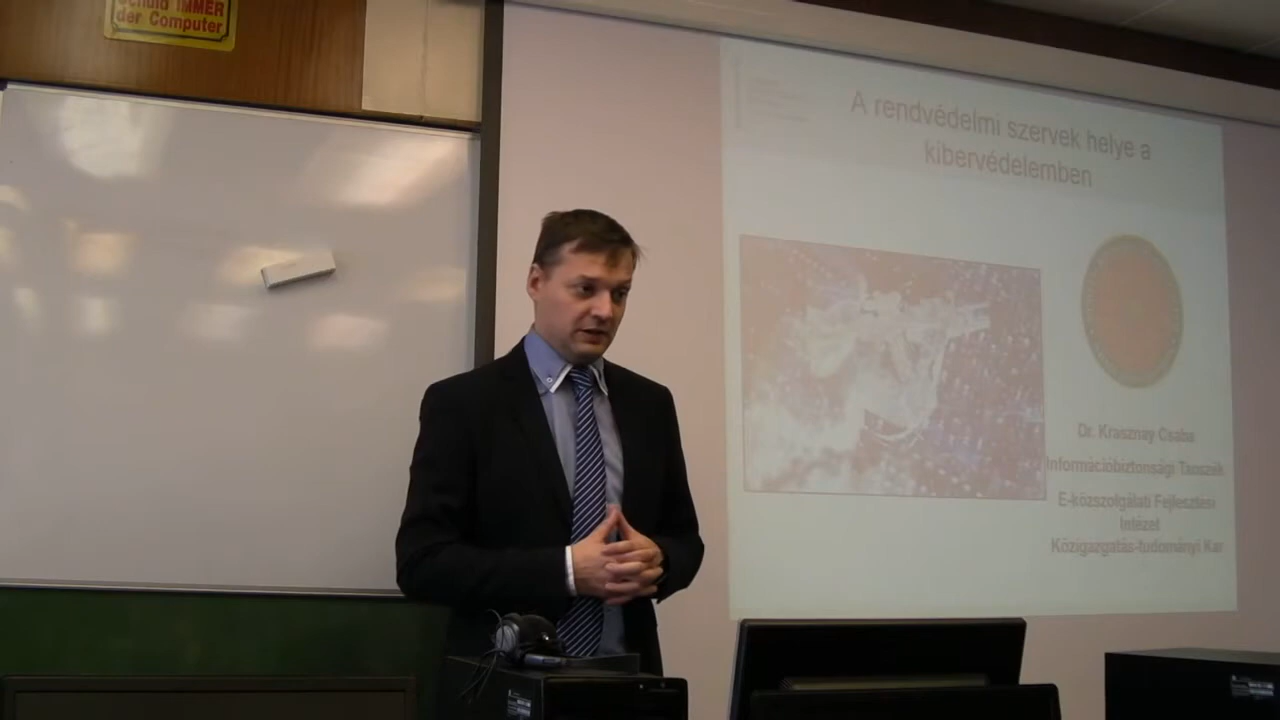 Schuld IMMER
der Computer
A rendvédelmi szervek helye a
kibervédelemben
Dr. Krasznay Csaba
Információbiztonsági Tanszék
E-közszolgálati Fejlesztési
Intézet
Közigazgatás-tudományi Kar